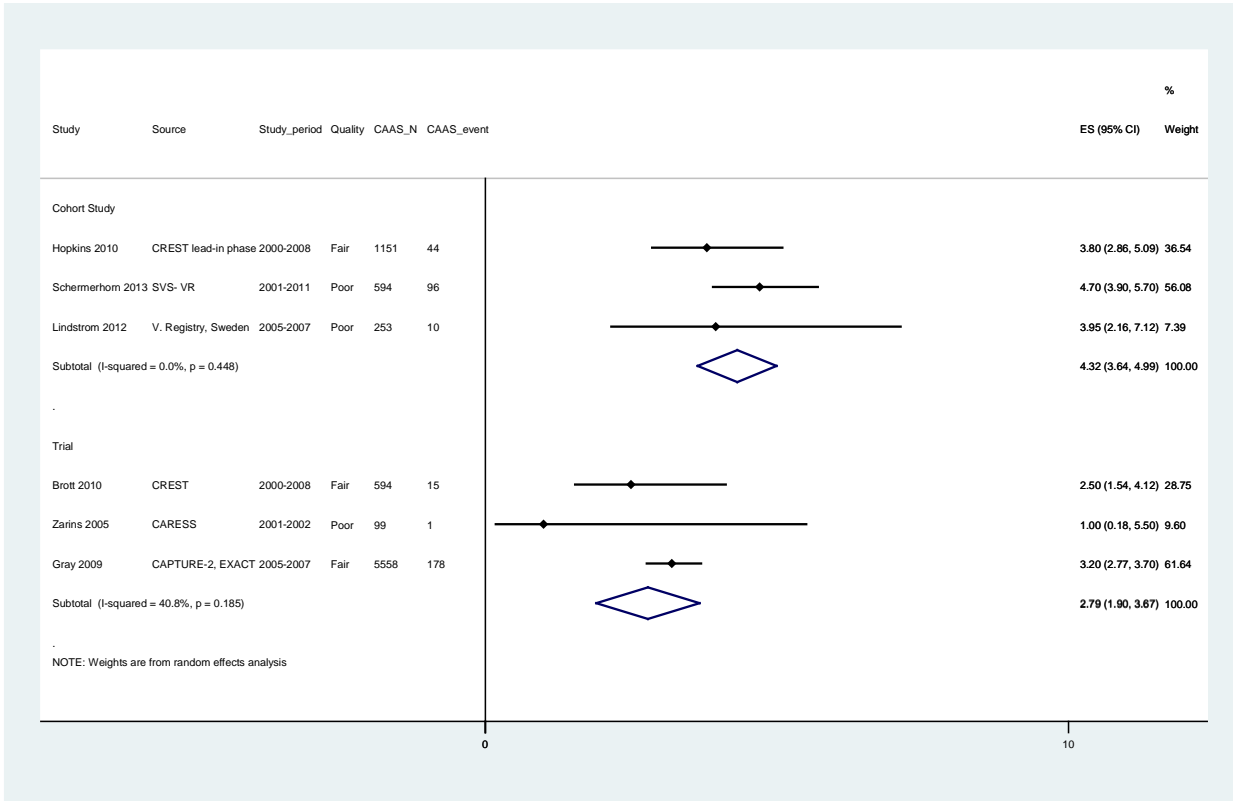 %
Study Source Study_period Quality CAAS_N CAAS_event ES (95% CI) Weight
Cohort Study
Hopkins 2010 CREST lead-in phase 2000-2008 Fair 1151 44 3.80 (2.86, 5.09) 36.54
Schermerhorn 2013 SVS- VR 2001-2011 Poor 594 96 4.70 (3.90, 5.70) 56.08
Lindstrom 2012 V. Registry, Sweden 2005-2007 Poor 253 10 3.95 (2.16, 7.12) 7.39
Subtotal (I-squared = 0.0%, p = 0.448) 4.32 (3.64, 4.99) 100.00
.
Trial
Brott 2010 CREST 2000-2008 Fair 594 15 2.50 (1.54, 4.12) 28.75
Zarins 2005 CARESS 2001-2002 Poor 99 1 1.00 (0.18, 5.50) 9.60
Gray 2009 CAPTURE-2, EXACT 2005-2007 Fair 5558 178 3.20 (2.77, 3.70) 61.64
Subtotal (I-squared = 40.8%, p = 0.185) 2.79 (1.90, 3.67) 100.00
.
NOTE: Weights are from random effects analysis
0 10